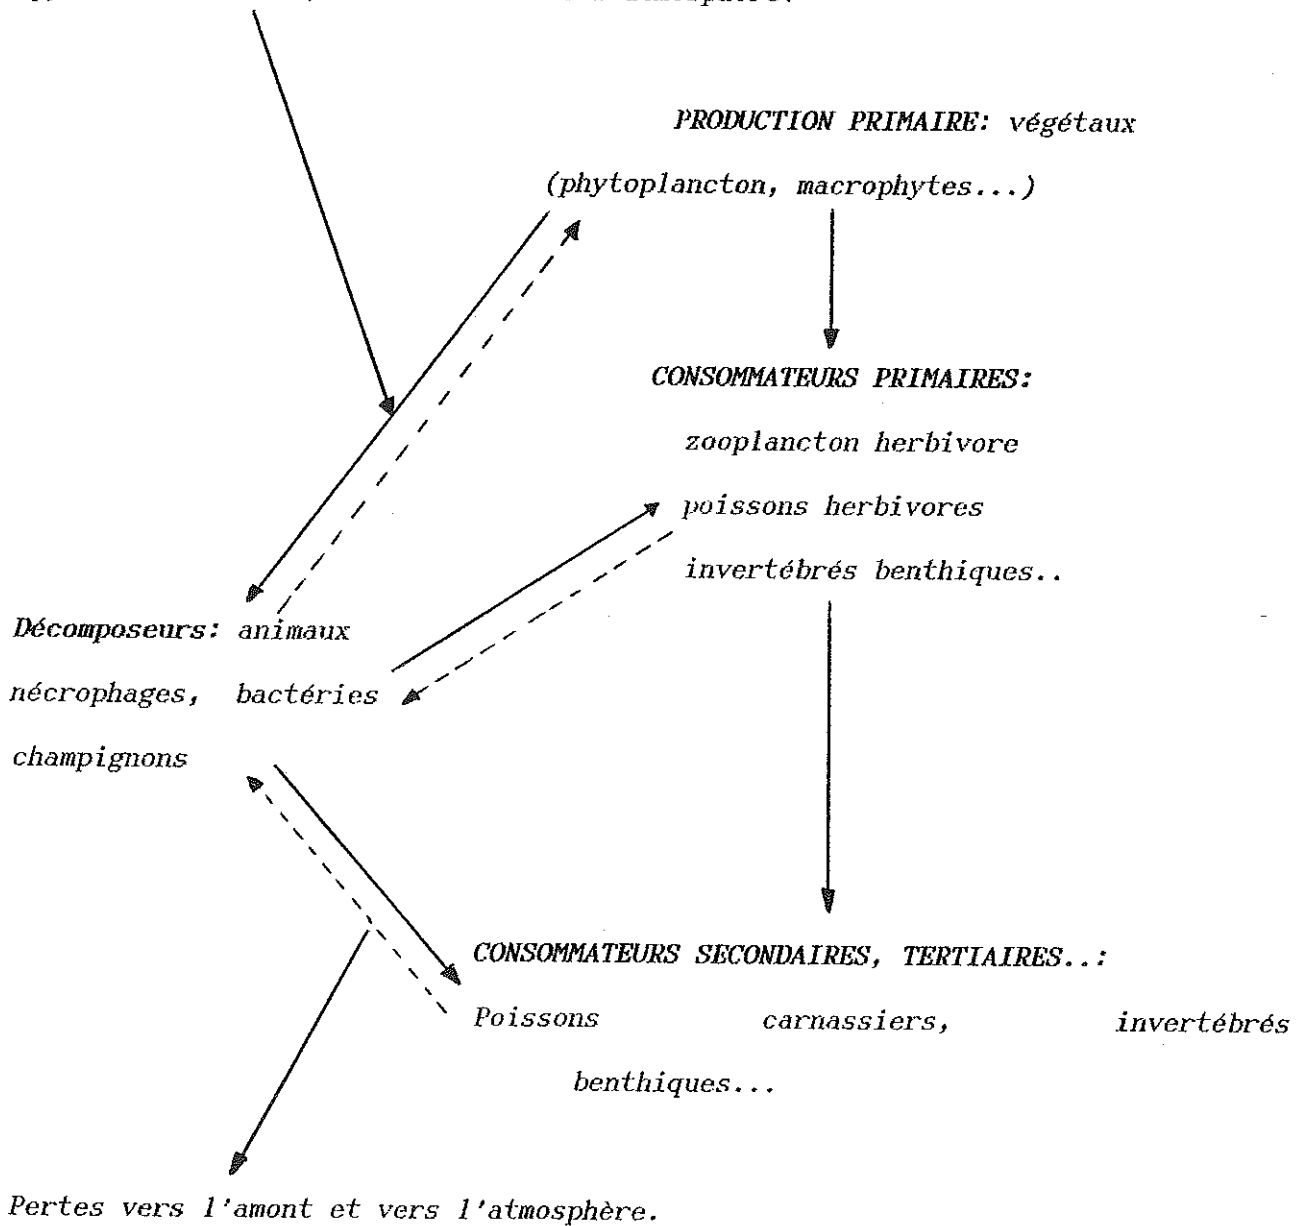 PRODUCTION PRIMAIRE: végétaux
(phytoplancton, macrophytes...)
CONSOMMATEURS PRIMAIRES:
zooplancton herbivore
poissons herbivores
invertébrés benthiques..
Décomposeurs: animaux
nécrophages, bactéries
champignons
CONSOMMATEURS SECONDAIRES, TERTIAIRES..:
Poissons carnassiers, invertébrés
benthiques...
Pertes vers l'amont et vers l'atmosphère.